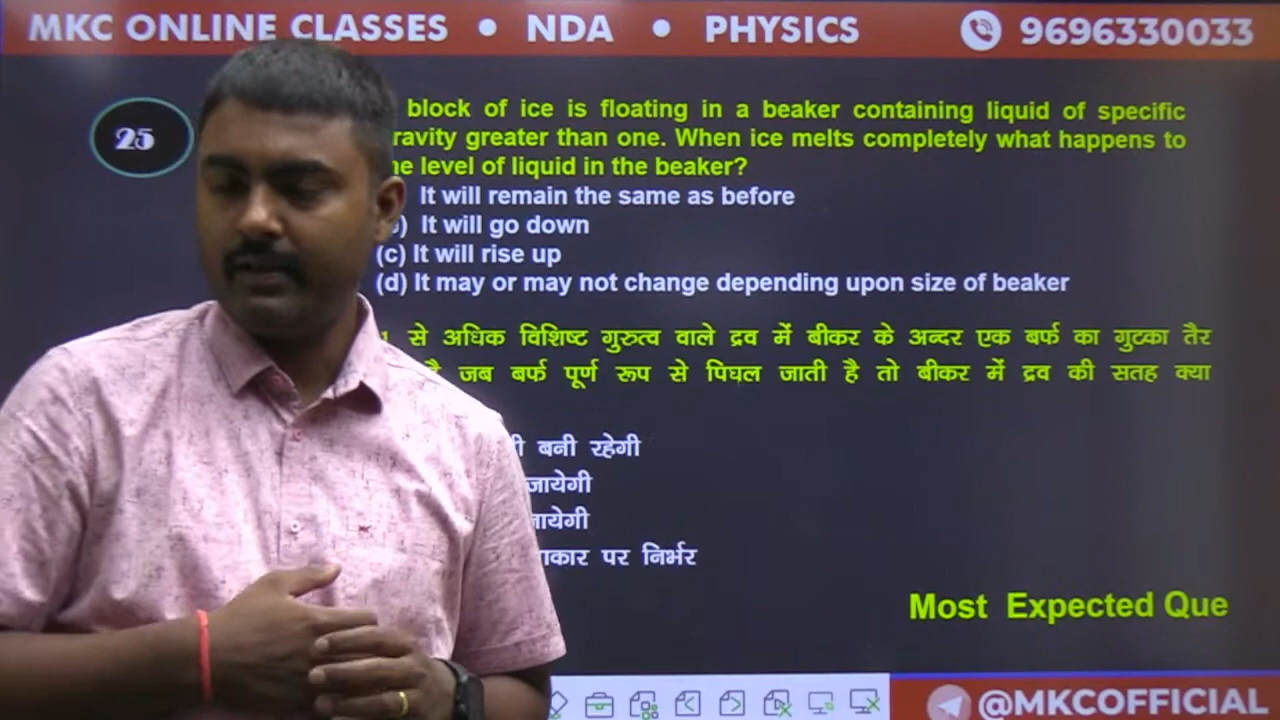 MKC ONLINE CLASSES • NDA • PHYSICS 9696330033
25
block of ice is floating in a beaker containing liquid of specific
ravity greater than one. When ice melts completely what happens to
he level of liquid in the beaker?
It will remain the same as before
) It will go down
(c) It will rise up
(d) It may or may not change depending upon size of beaker
1 से अधिक विशिष्ट गुरुत्व वाले द्रव में बीकर के अन्दर एक बर्फ का गुटका तैर
है जब बर्फ पूर्ण रूप से पिघल जाती है तो बीकर में द्रव की सतह क्या
बनी रहेगी
जायेगी
जायेगी
पर निर्भर
Most Expected Que
@MKCOFFICIAL